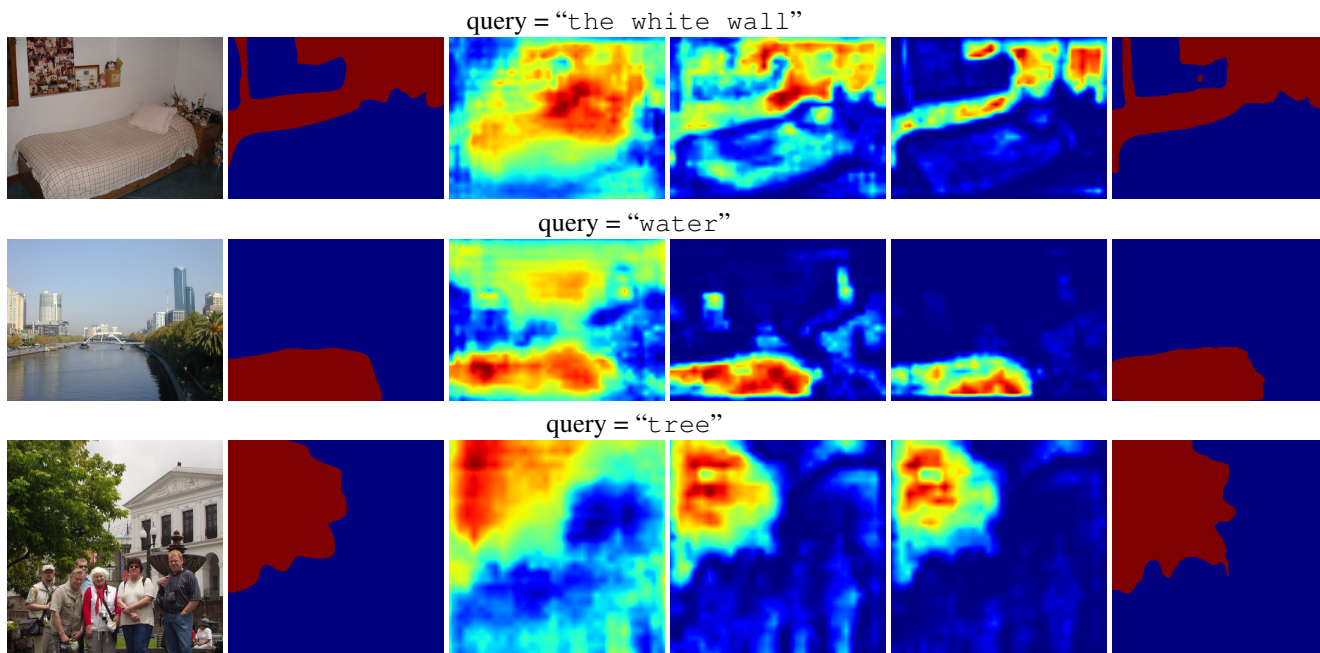 query = “the white wall”
query = “water”
query = “tree”